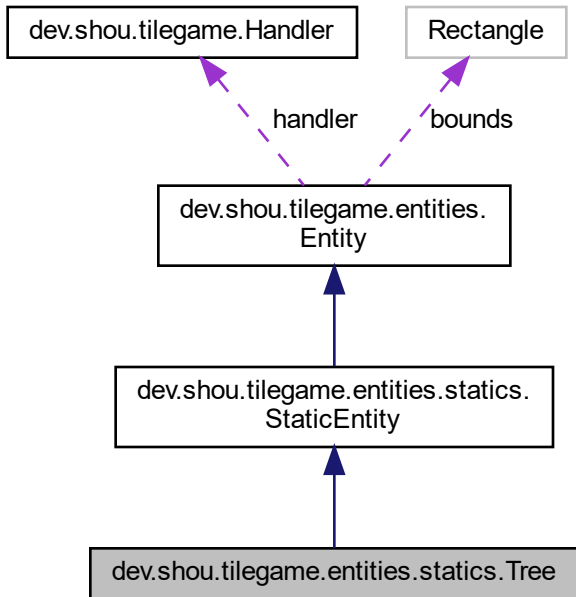 dev.shou.tilegame.Handler
Rectangle
handler
bounds
dev.shou.tilegame.entities.
Entity
dev.shou.tilegame.entities.statics.
StaticEntity
dev.shou.tilegame.entities.statics.Tree